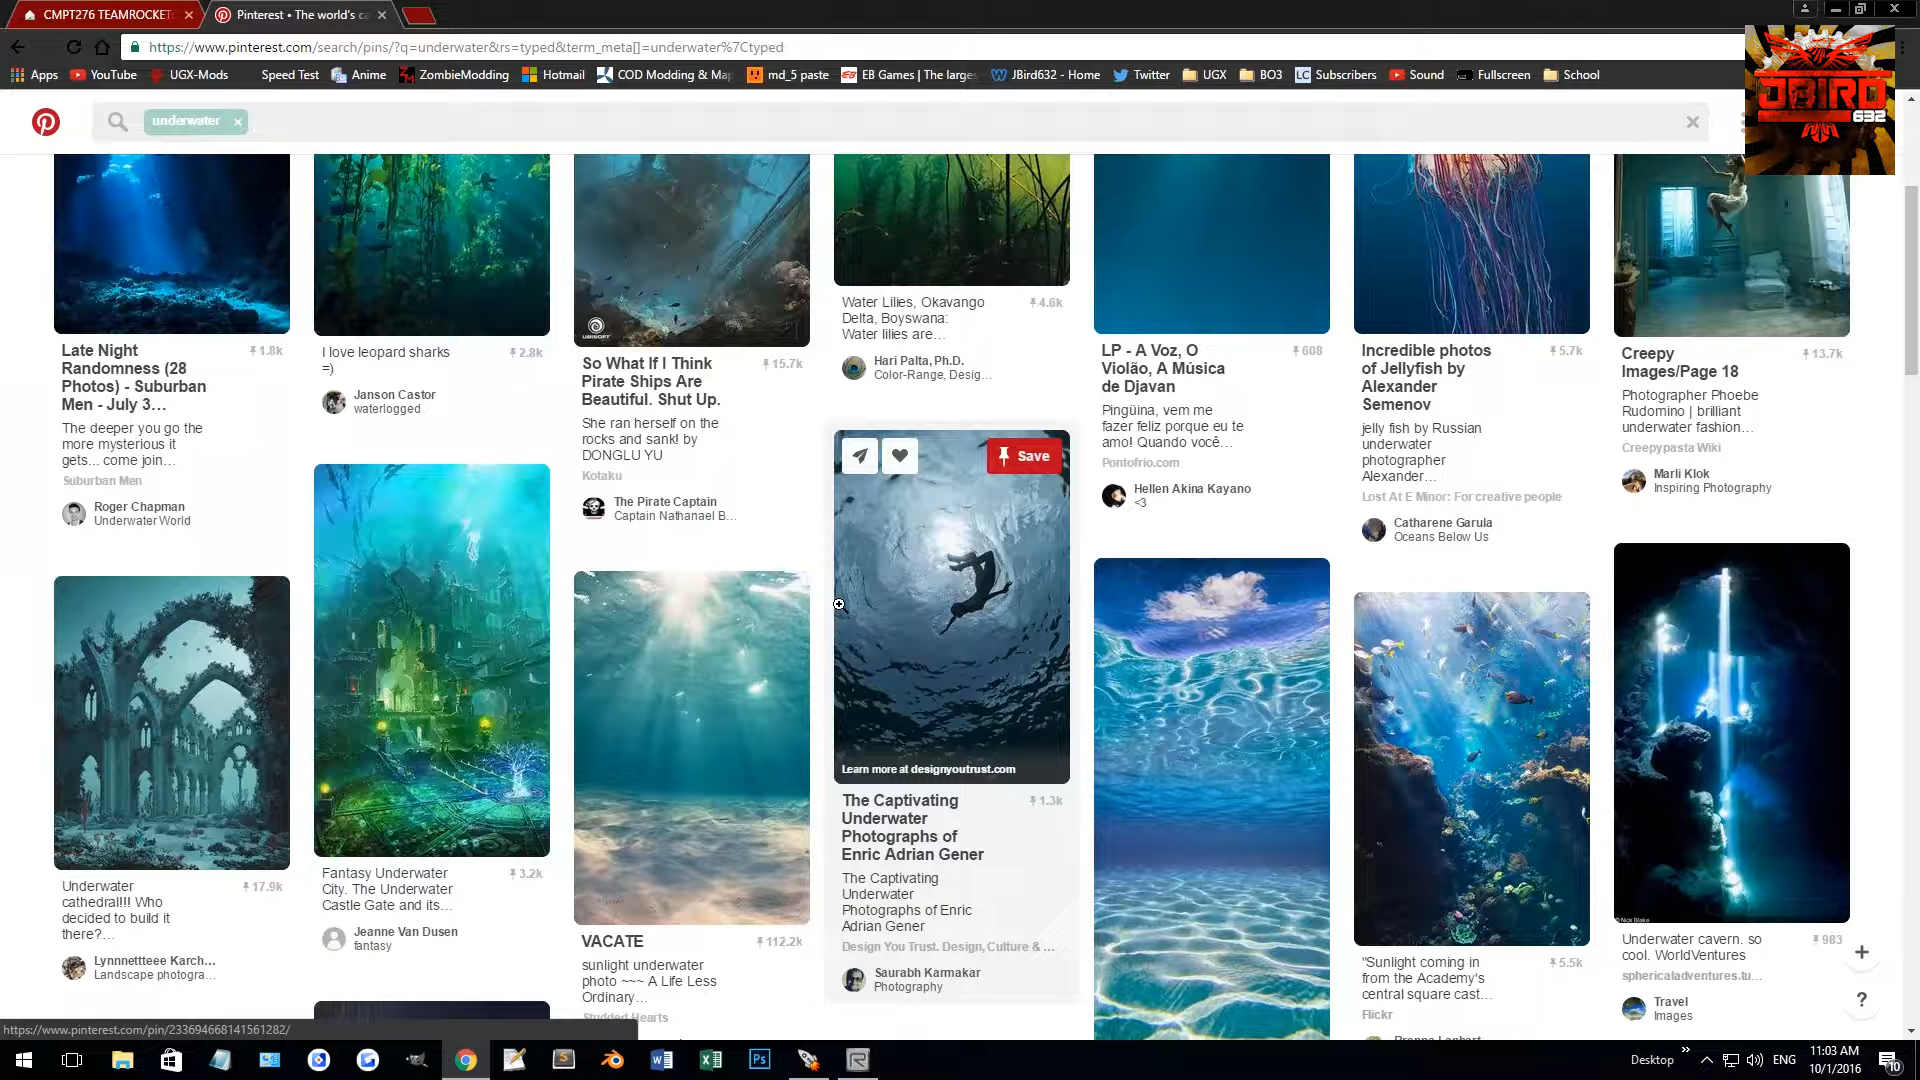 CMPT276 TEAMROCKET
Pinterest • The world's ca
https://www.pinterest.com/search/pins/?q=underwater&rs=typed&term_meta[]=underwater%7Ctyped
Apps YouTube UGX-Mods Speed Test Anime ZombieModding Hotmail COD Modding & Ma md_5 paste EB Games | The large JBird632 - Home Twitter UGX BO3 Subscribers Sound Fullscreen School
JBIRD
632
underwater
Late Night
Randomness (28
Photos) - Suburban
Men - July 3...
1.8k
The deeper you go the
more mysterious it
gets... come join...
Suburban Men
Roger Chapman
Underwater World
Underwater
cathedral!!! Who
decided to build it
there?...
17.9k
Lynnnettteee Karch...
Landscape photogra...
I love leopard sharks
=)
2.8k
Janson Castor
waterlogged
Fantasy Underwater
City. The Underwater
Castle Gate and its...
3.2k
Jeanne Van Dusen
fantasy
UBISOFT
So What If I Think
Pirate Ships Are
Beautiful. Shut Up.
15.7k
She ran herself on the
rocks and sank! by
DONGLU YU
Kotaku
The Pirate Captain
Captain Nathanael B...
VACATE
112.2k
sunlight underwater
photo ~~~ A Life Less
Ordinary...
Studded Hearts
Water Lilies, Okavango
Delta, Boyswana:
Water lilies are...
4.6k
Hari Palta, Ph.D.
Color-Range, Desig...
Save
Learn more at designyoutrust.com
The Captivating
Underwater
Photographs of
Enric Adrian Gener
1.3k
The Captivating
Underwater
Photographs of Enric
Adrian Gener
Design You Trust. Design, Culture & ...
Saurabh Karmakar
Photography
LP - A Voz, O
Violão, A Música
de Djavan
608
Pingüina, vem me
fazer feliz porque eu te
amo! Quando você...
Pontofrio.com
Hellen Akina Kayano
<3
Incredible photos
of Jellyfish by
Alexander
Semenov
5.7k
jelly fish by Russian
underwater
photographer
Alexander...
Lost At E Minor: For creative people
Catharene Garula
Oceans Below Us
"Sunlight coming in
from the Academy's
central square cast...
5.5k
Flickr
Creepy
Images/Page 18
13.7k
Photographer Phoebe
Rudomino | brilliant
underwater fashion...
Creepypasta Wiki
Marli Klok
Inspiring Photography
© Nick Blake
Underwater cavern. so
cool. WorldVentures
983
sphericaladventures.tu...
Travel
Images
+
?
https://www.pinterest.com/pin/233694668141561282/
Desktop
ENG
11:03 AM
10/1/2016
10